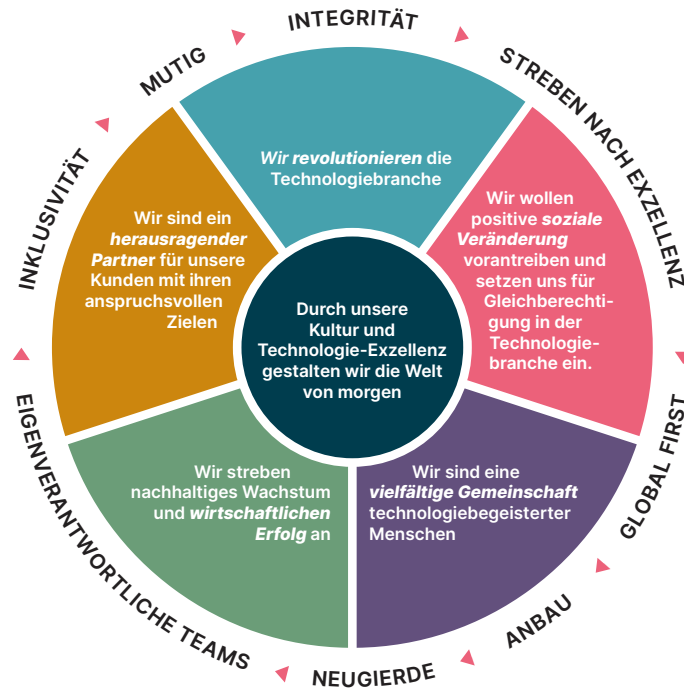 INTEGRITÄT
STREBEN NACH EXZELLENZ
GLOBAL FIRST
ANBAU
NEUGIERDE
EIGENVERANTWORTLICHE TEAMS
INKLUSIVITÄT
MUTIG
Wir revolutionieren die
Technologiebranche
Wir wollen
positive soziale
Veränderung
vorantreiben und
setzen uns für
Gleichberechti-
gung in der
Technologie-
branche ein.
Wir sind eine
vielfältige Gemeinschaft
technologiebegeisterter
Menschen
Wir streben
nachhaltiges Wachstum
und wirtschaftlichen
Erfolg an
Wir sind ein
herausragender
Partner für unsere
Kunden mit ihren
anspruchsvollen
Zielen
Durch unsere
Kultur und
Technologie-Exzellenz
gestalten wir die Welt
von morgen